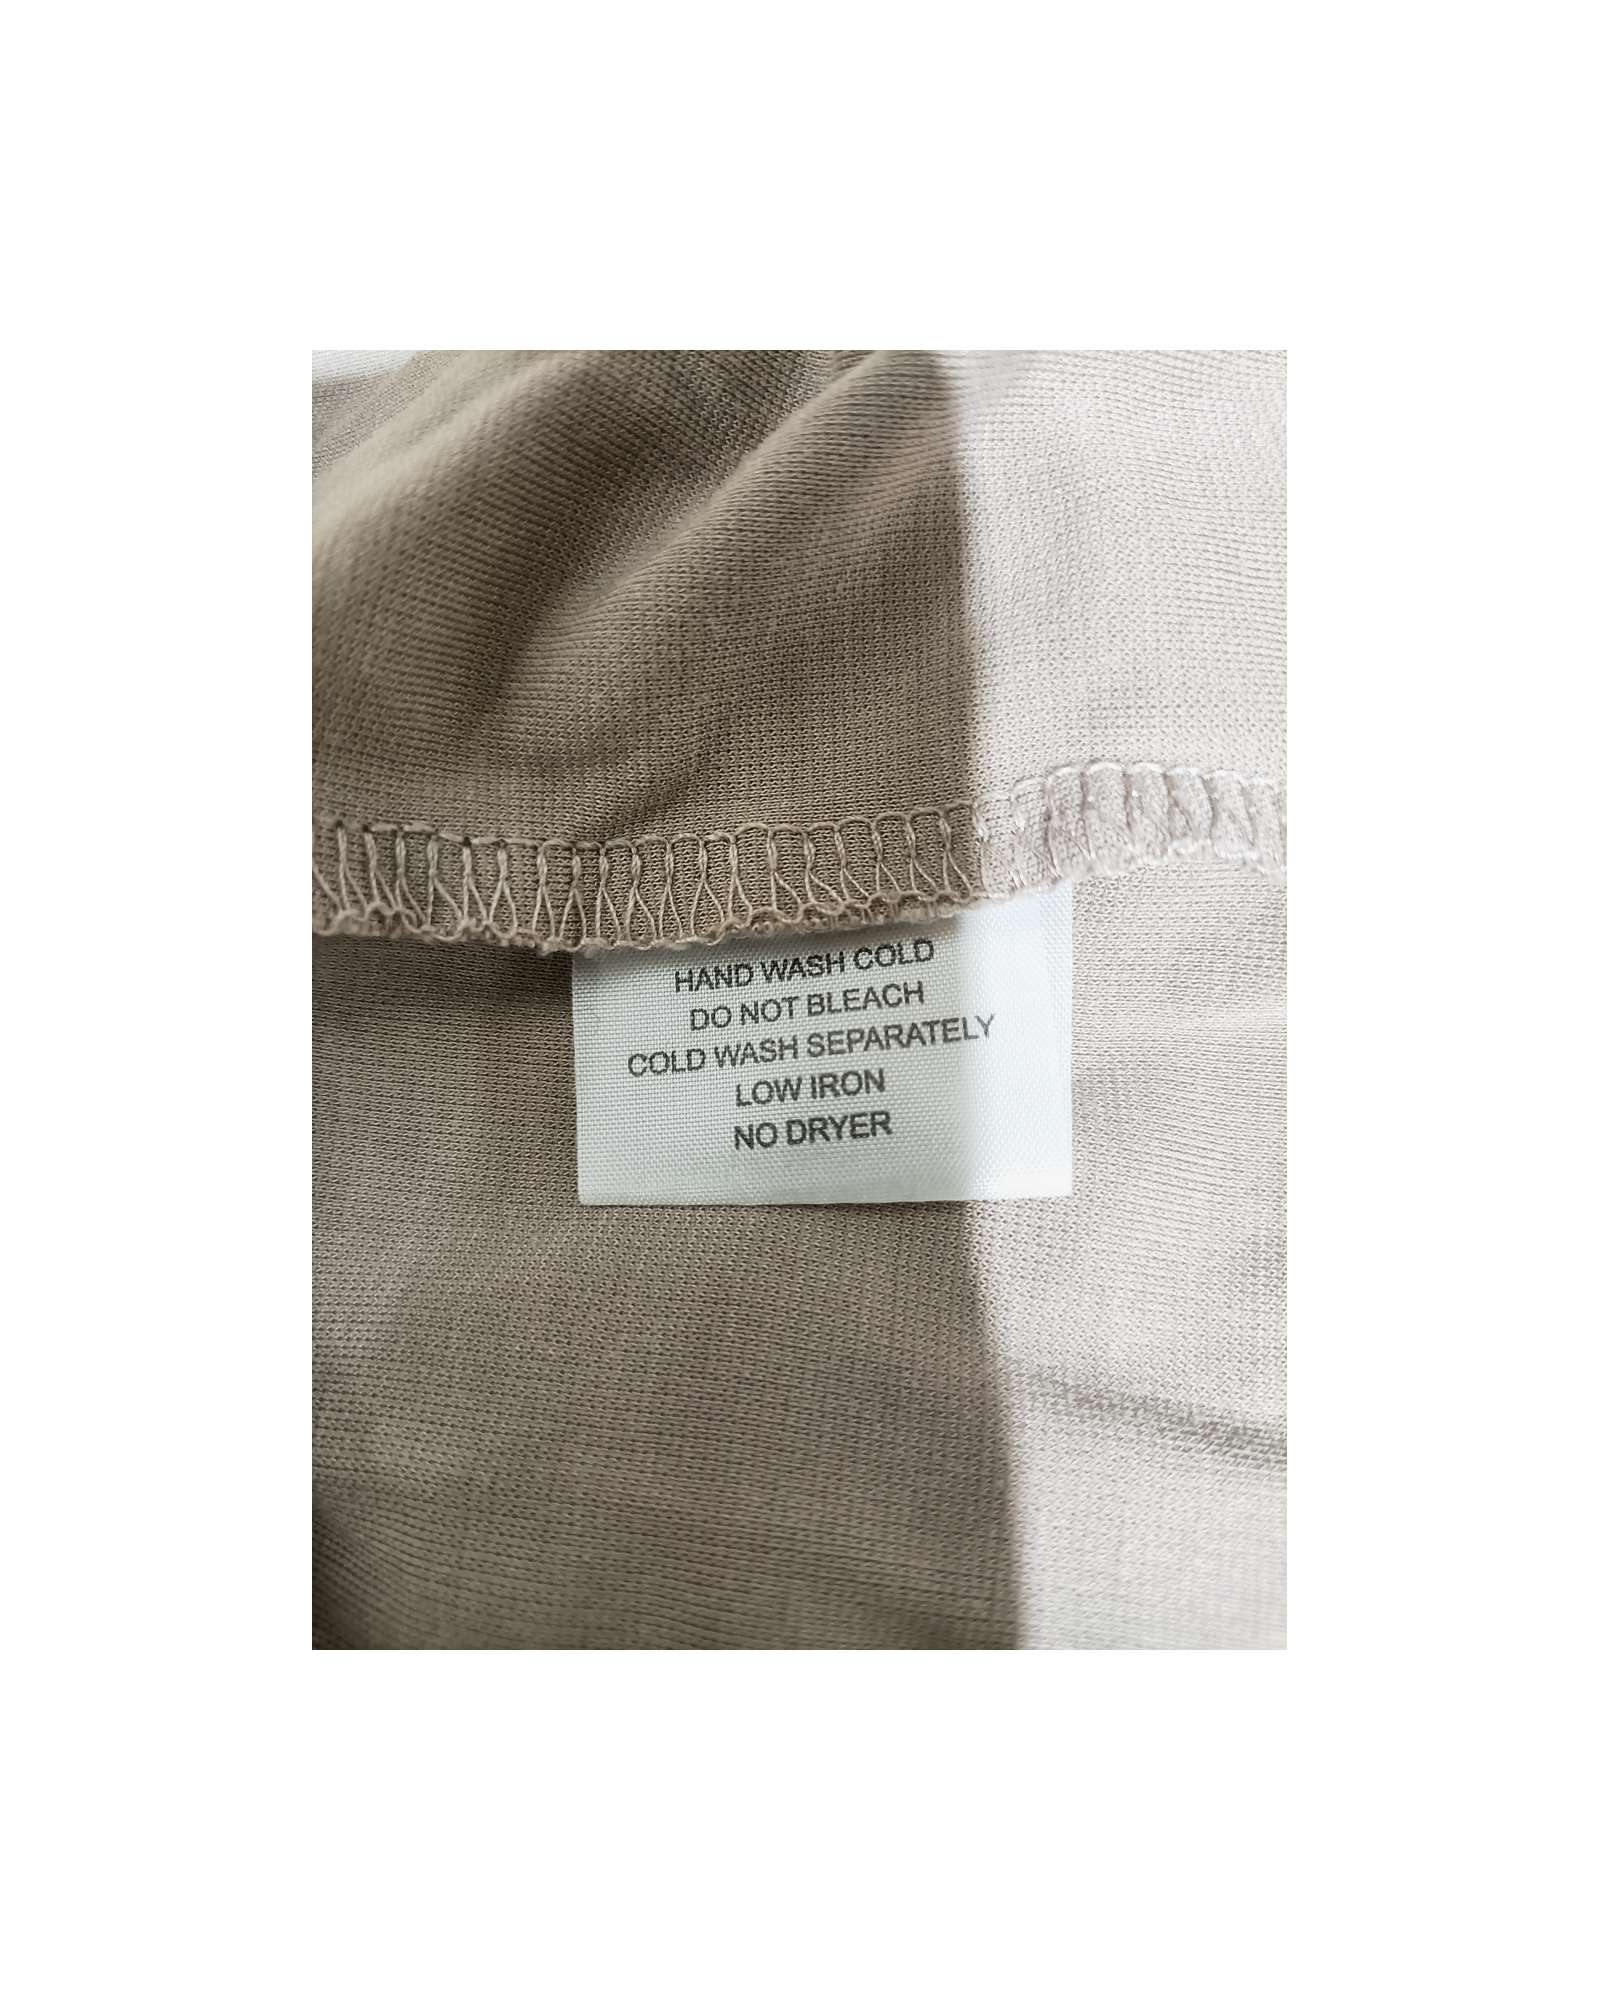 HAND WASH COLD
DO NOT BLEACH
COLD WASH SEPARATELY
LOW IRON
NO DRYER